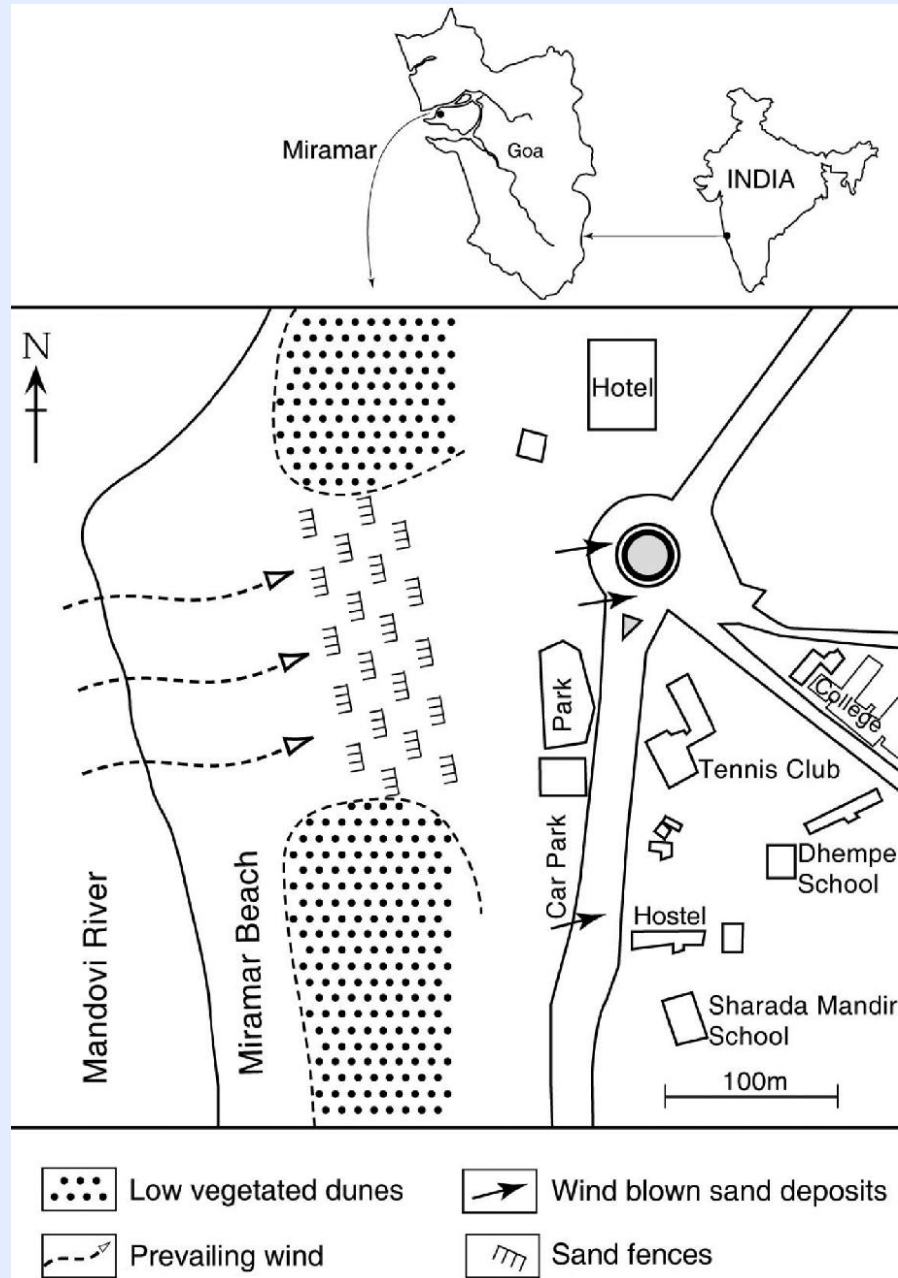 Miramar
Goa
INDIA
N
Hotel
Park
College
Tennis Club
Car Park
Dhempe
School
Hostel
Sharada Mandir
School
Mandovi River
Miramar Beach
100m
Low vegetated dunes
Wind blown sand deposits
Prevailing wind
Sand fences